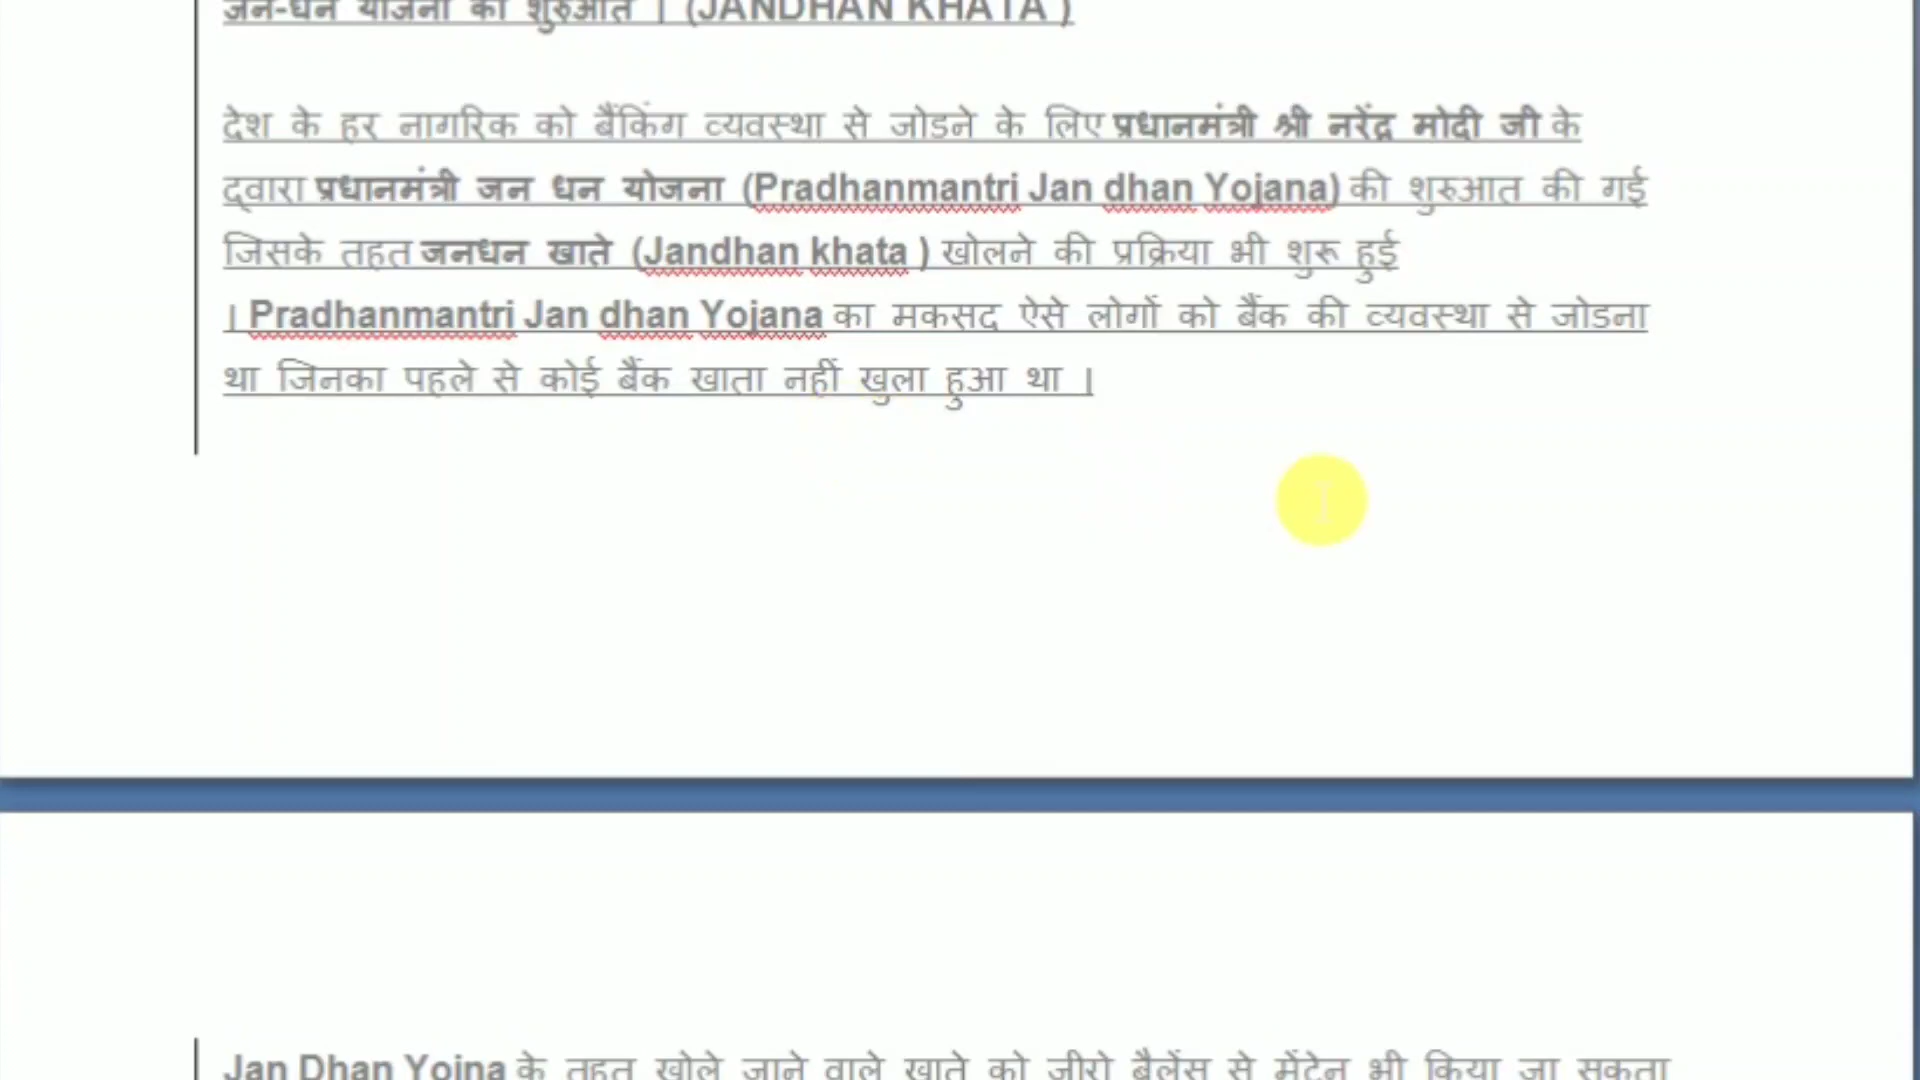 जन-धन योजना की शुरुआत | (JANDHAN KHATA )
देश के हर नागरिक को बैंकिंग व्यवस्था से जोडने के लिए प्रधानमंत्री श्री नरेंद्र मोदी जी के
द्वारा प्रधानमंत्री जन धन योजना (Pradhanmantri Jan dhan Yojana) की शुरुआत की गई
जिसके तहत जनधन खाते (Jandhan khata ) खोलने की प्रक्रिया भी शुरू हुई
| Pradhanmantri Jan dhan Yojana का मकसद ऐसे लोगों को बैंक की व्यवस्था से जोडना
था जिनका पहले से कोई बैंक खाता नहीं खुला हुआ था |
Jan Dhan Yojna के तहत खोले जाने वाले खाते को जीरो बैलेंस से मेंटेन भी किया जा सकता